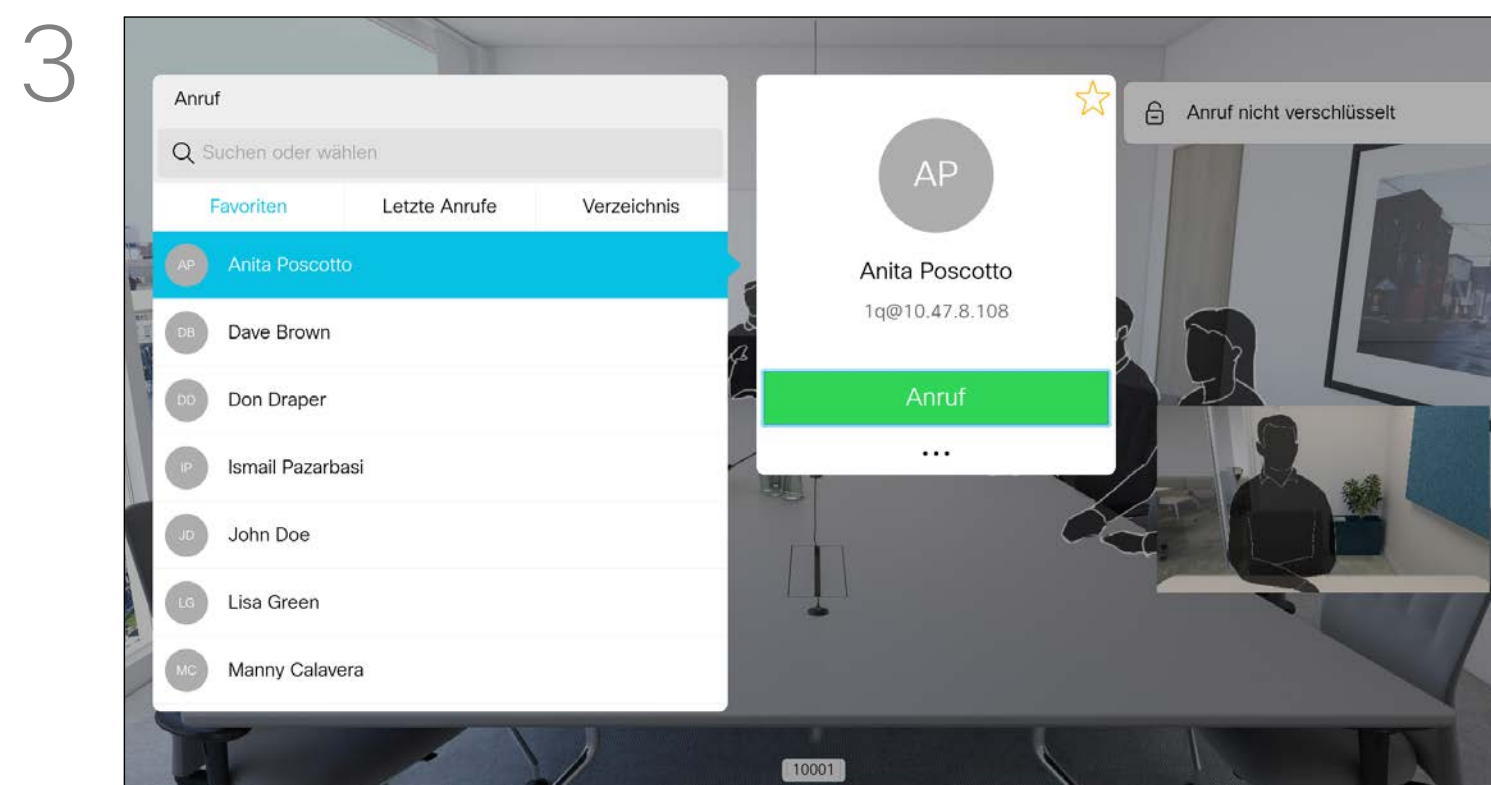 3
Anruf
Suchen oder wählen
Favoriten Letzte Anrufe Verzeichnis
AP Anita Poscotto
DB Dave Brown
DD Don Draper
IP Ismail Pazarbasi
JD John Doe
LG Lisa Green
MC Manny Calavera
AP
Anita Poscotto
1q@10.47.8.108
Anruf
...
Anruf nicht verschlüsselt
10001